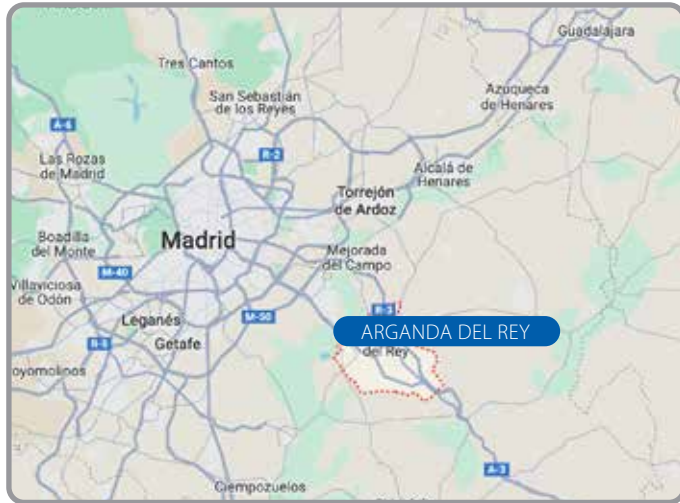 Guadalajara
Tres Cantos
San Sebastián
de los Reyes
Azuqueca
de Henares
A-6
R-2
Las Rozas
de Madrid
Alcalá de
Henares
Torrejón
de Ardoz
Boadilla
del Monte
Madrid
Mejorada
del Campo
M-40
Villaviciosa
de Odón
R-3
M-50
Leganés
ARGANDA DEL REY
Getafe
R-5
del Rey
oyomolinos
A-3
Ciempozuelos